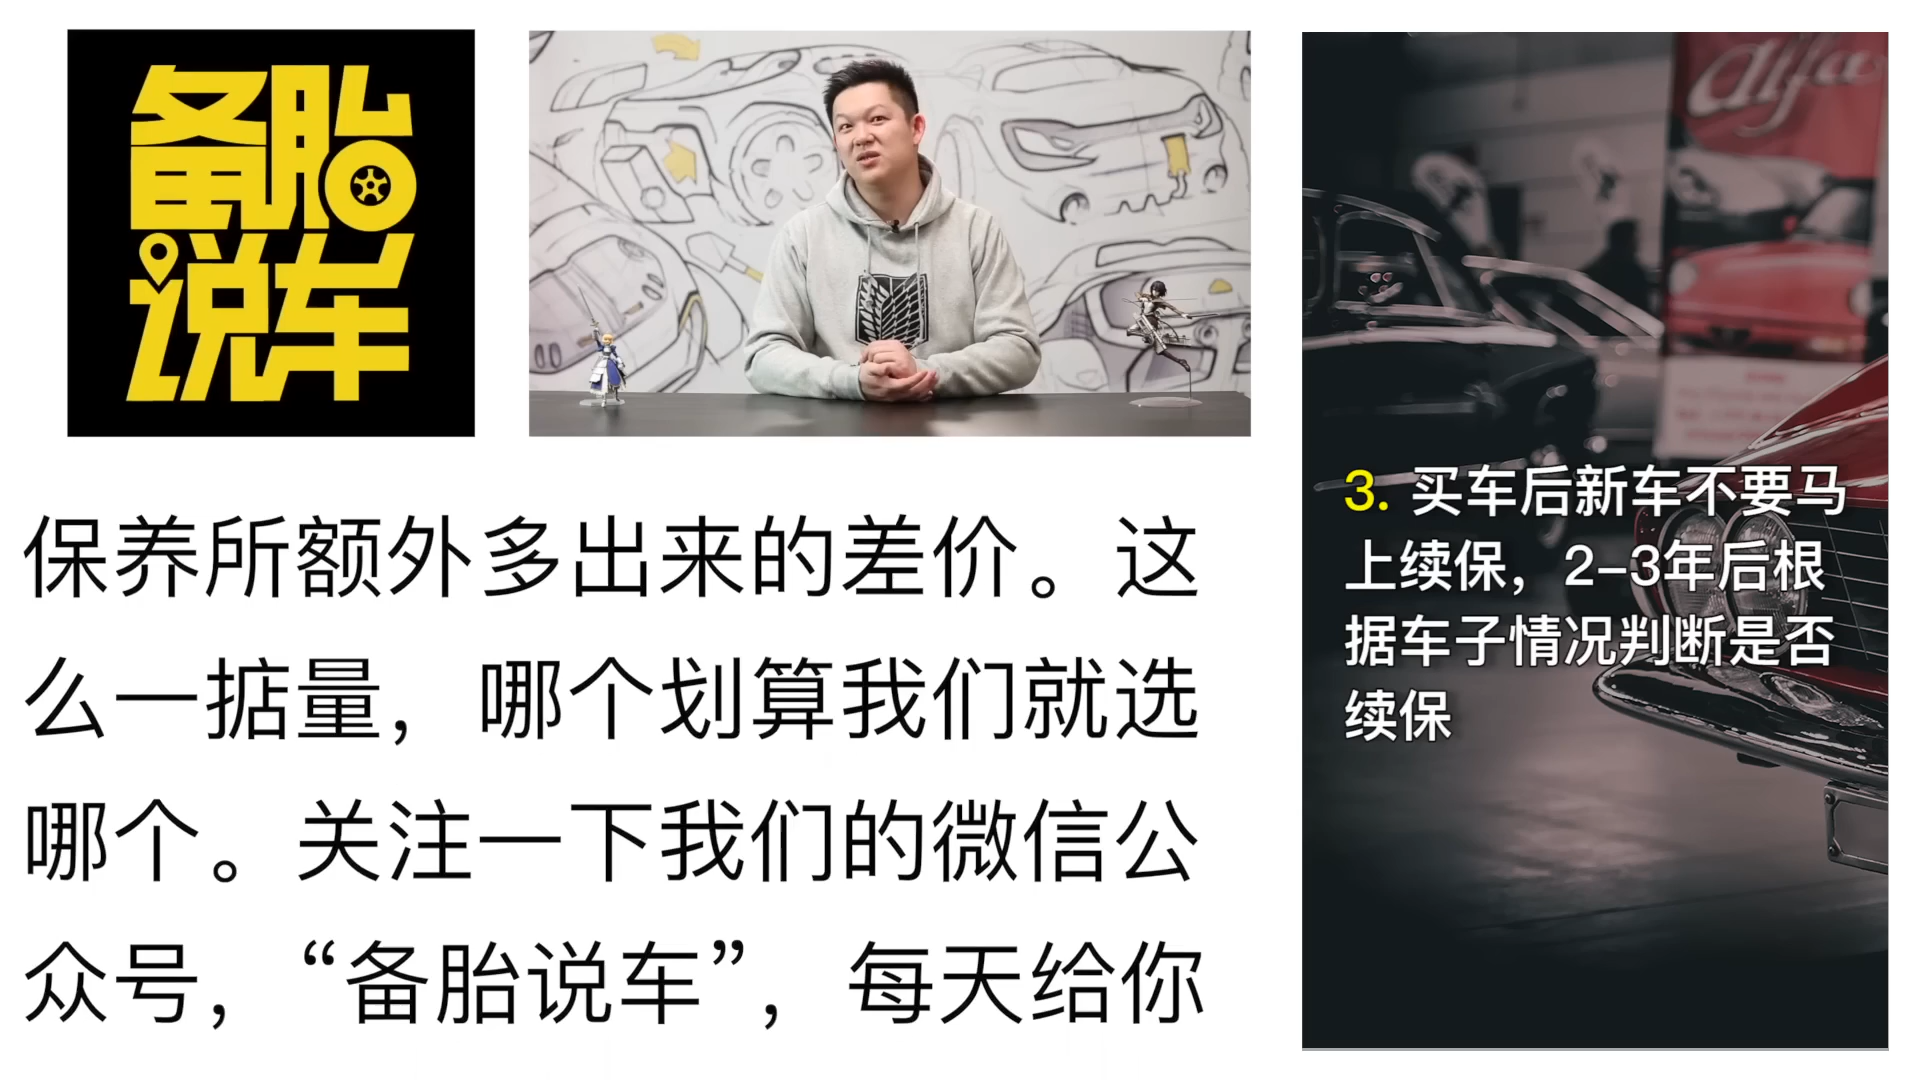 备胎
说车
保养所额外多出来的差价。这
么一掂量，哪个划算我们就选
哪个。关注一下我们的微信公
众号，“备胎说车”，每天给你
Alfa
3. 买车后新车不要马
上续保，2-3年后根
据车子情况判断是否
续保